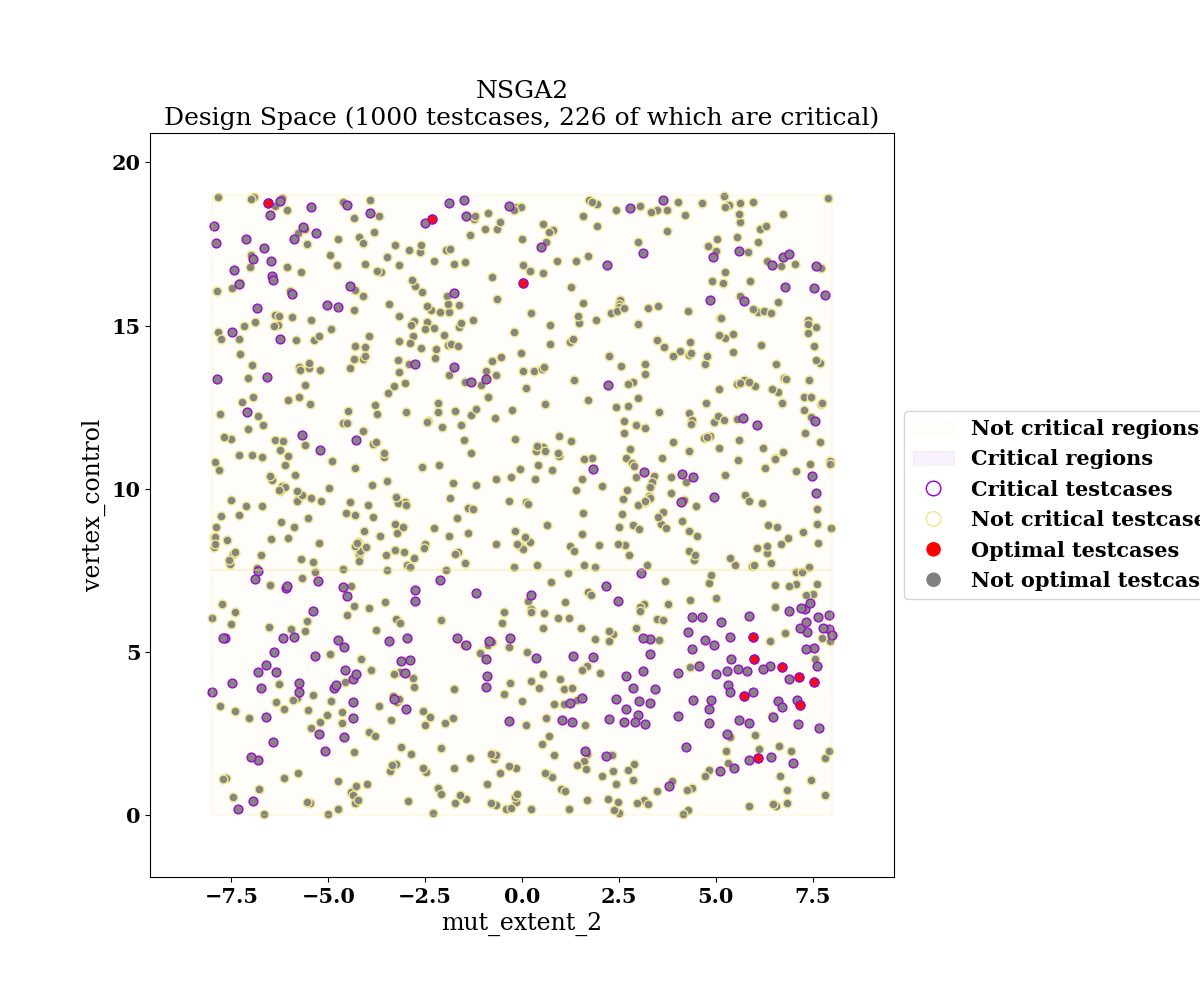 NSGA2
Design Space (1000 testcases, 226 of which are critical)
20
15
10
5
0
vertex_control
−7.5 −5.0 −2.5 0.0 2.5 5.0 7.5
mut_extent_2
Not critical regions
Critical regions
Critical testcases
Not critical testcase
Optimal testcases
Not optimal testcas